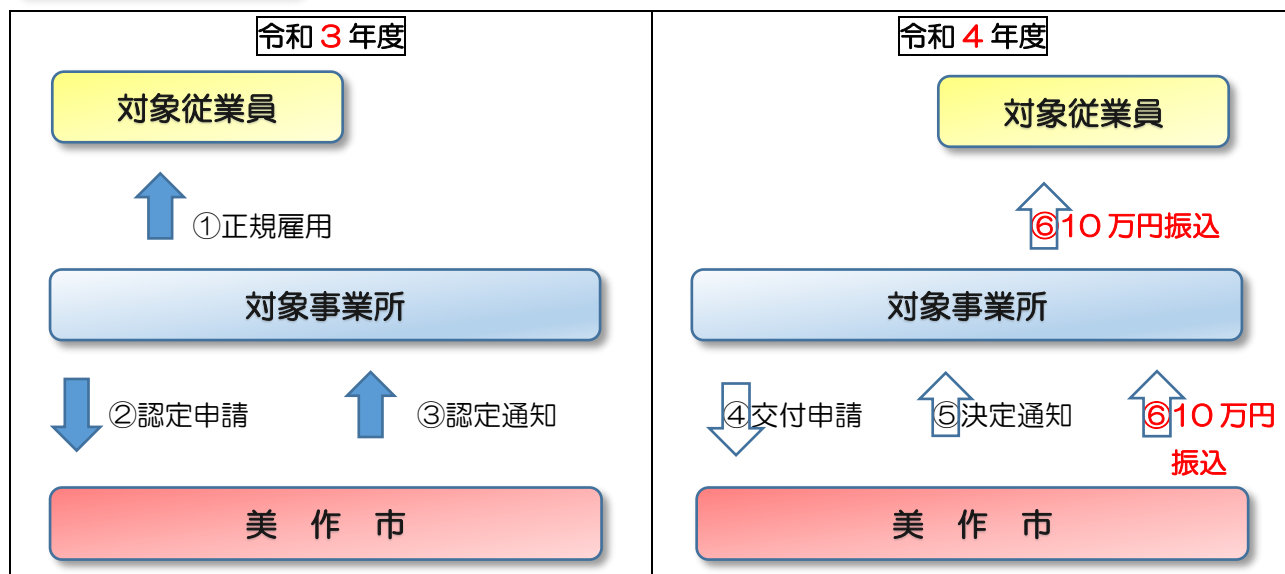 令和３年度
対象従業員
①正規雇用
対象事業所
②認定申請
③認定通知
美　作　市
令和４年度
対象従業員
⑥10万円振込
対象事業所
④交付申請
⑤決定通知
⑥10万円
振込
美　作　市